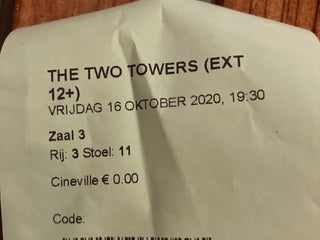 THE TWO TOWERS (EXT
12+)
VRIJDAG 16 OKTOBER 2020, 19:30
Zaal 3
Rij: 3 Stoel: 11
Cineville € 0.00
Code.